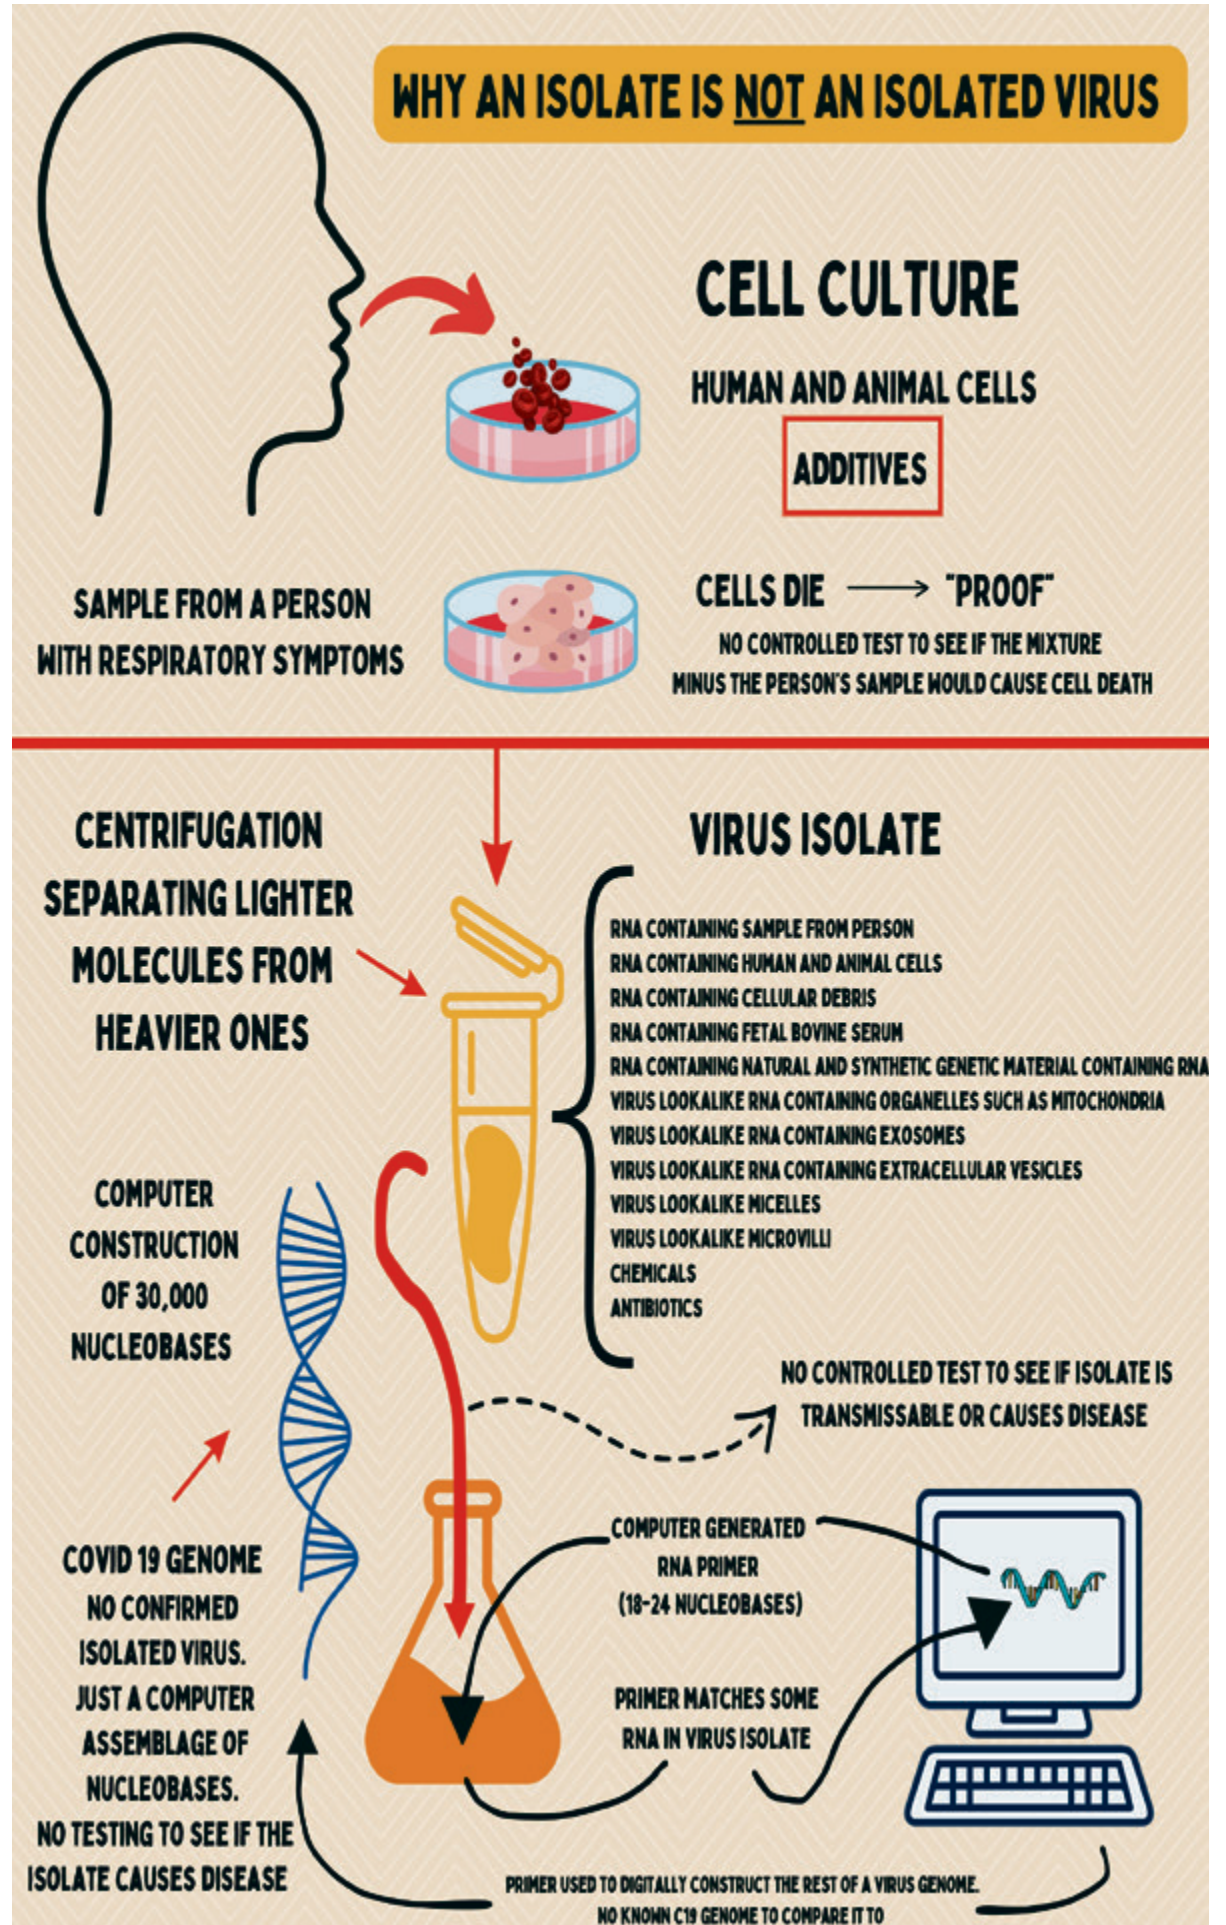 WHY AN ISOLATE IS NOT AN ISOLATED VIRUS
CELL CULTURE
HUMAN AND ANIMAL CELLS
ADDITIVES
SAMPLE FROM A PERSON
WITH RESPIRATORY SYMPTOMS
CELLS DIE → "PROOF"
NO CONTROLLED TEST TO SEE IF THE MIXTURE
MINUS THE PERSON'S SAMPLE WOULD CAUSE CELL DEATH
CENTRIFUGATION
SEPARATING LIGHTER
MOLECULES FROM
HEAVIER ONES
VIRUS ISOLATE
RNA CONTAINING SAMPLE FROM PERSON
RNA CONTAINING HUMAN AND ANIMAL CELLS
RNA CONTAINING CELLULAR DEBRIS
RNA CONTAINING FETAL BOVINE SERUM
RNA CONTAINING NATURAL AND SYNTHETIC GENETIC MATERIAL CONTAINING RNA
VIRUS LOOKALIKE RNA CONTAINING ORGANELLES SUCH AS MITOCHONDRIA
VIRUS LOOKALIKE RNA CONTAINING EXOSOMES
VIRUS LOOKALIKE RNA CONTAINING EXTRACELLULAR VESICLES
VIRUS LOOKALIKE MICELLES
VIRUS LOOKALIKE MICROVILLI
CHEMICALS
ANTIBIOTICS
COMPUTER
CONSTRUCTION
OF 30,000
NUCLEOBASES
NO CONTROLLED TEST TO SEE IF ISOLATE IS
TRANSMISSABLE OR CAUSES DISEASE
COMPUTER GENERATED
RNA PRIMER
(18-24 NUCLEOBASES)
COVID 19 GENOME
NO CONFIRMED
ISOLATED VIRUS.
JUST A COMPUTER
ASSEMBLAGE OF
NUCLEOBASES.
NO TESTING TO SEE IF THE
ISOLATE CAUSES DISEASE
PRIMER MATCHES SOME
RNA IN VIRUS ISOLATE
PRIMER USED TO DIGITALLY CONSTRUCT THE REST OF A VIRUS GENOME.
NO KNOWN C19 GENOME TO COMPARE IT TO